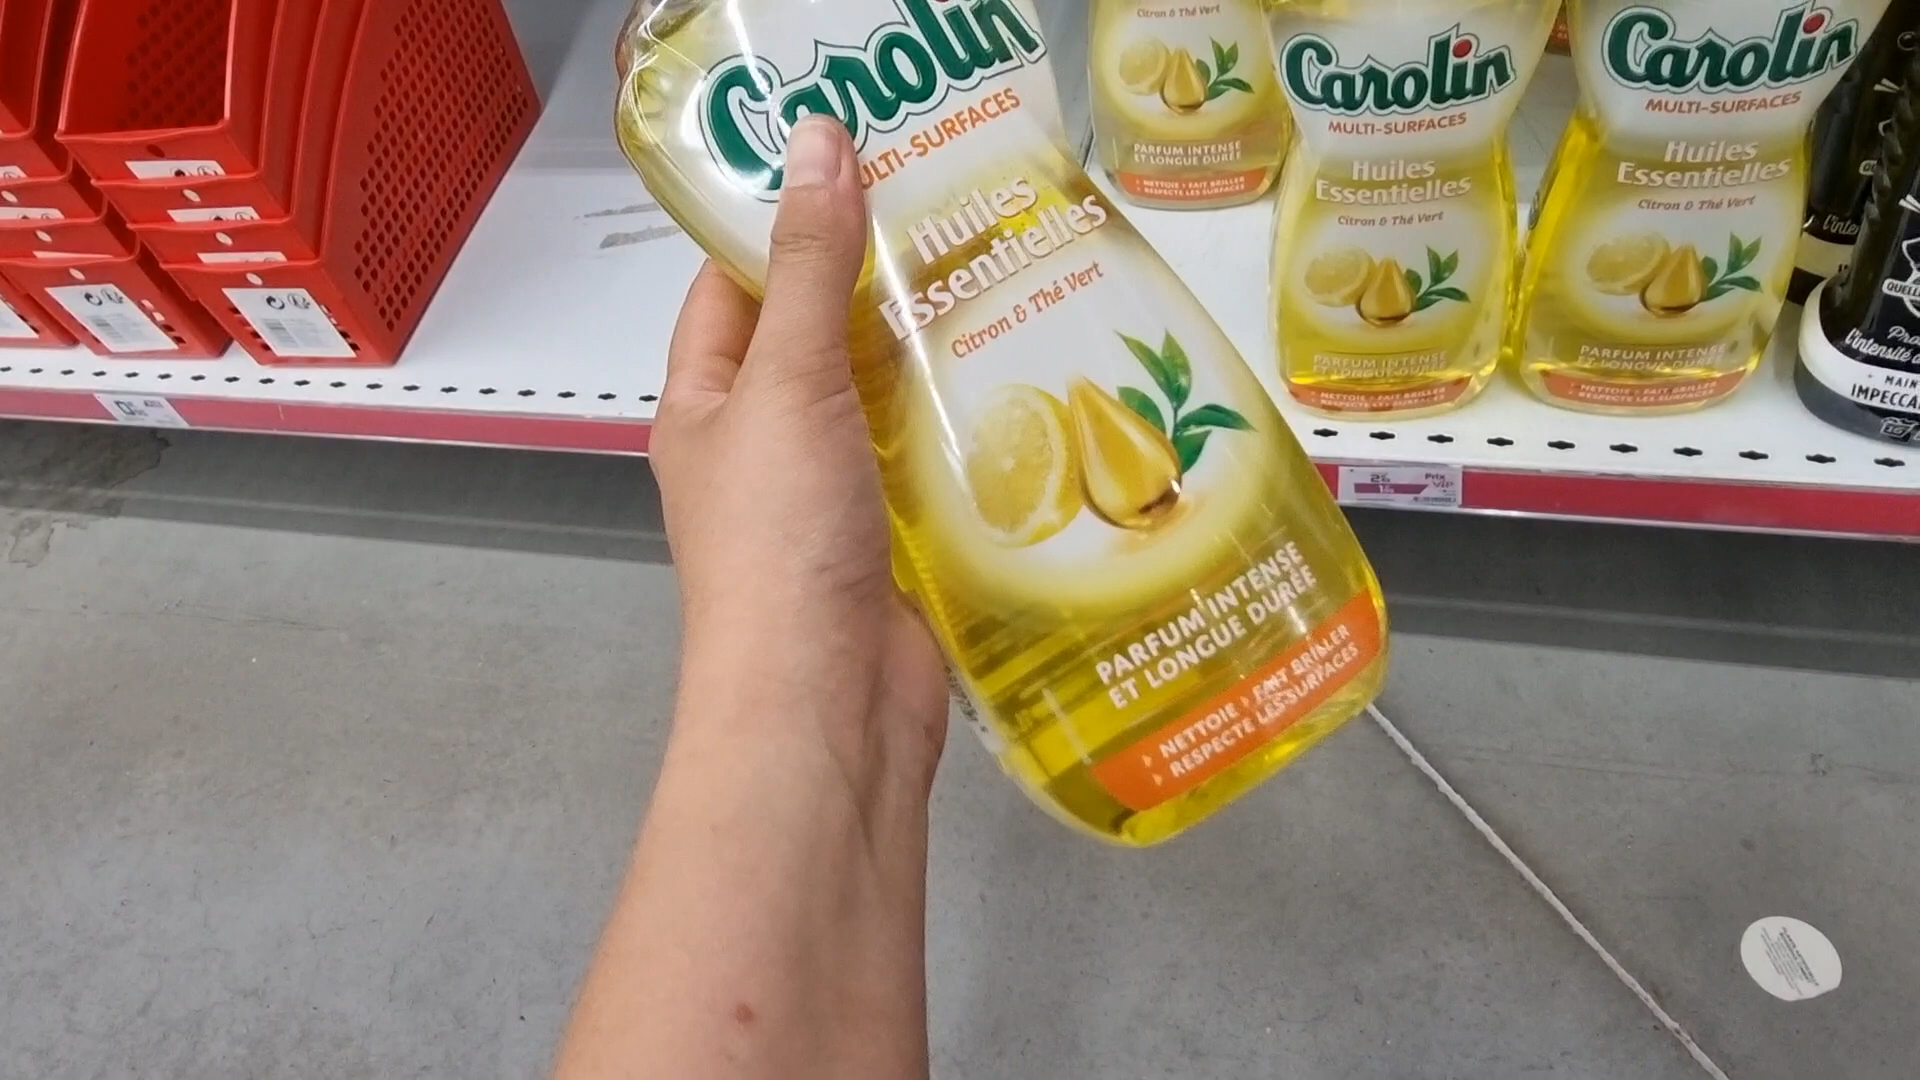 Carolin
MULTI-SURFACES
Huiles
Essentielles
Citron & Thé Vert
PARFUM INTENSE
ET LONGUE DURÉE
› NETTOIE › FAIT BRILLER
› RESPECTE LES SURFACES
Citron & Thé Vert
PARFUM INTENSE
ET LONGUE DURÉE
› NETTOIE › FAIT BRILLER
› RESPECTE LES SURFACES
Carolin
MULTI-SURFACES
Huiles
Essentielles
Citron & Thé Vert
PARFUM INTENSE
ET LONGUE DURÉE
› NETTOIE › FAIT BRILLER
› RESPECTE LES SURFACES
Carolin
MULTI-SURFACES
Huiles
Essentielles
Citron & Thé Vert
PARFUM INTENSE
ET LONGUE DURÉE
› NETTOIE › FAIT BRILLER
› RESPECTE LES SURFACES
l'intensité
Prix
VIP